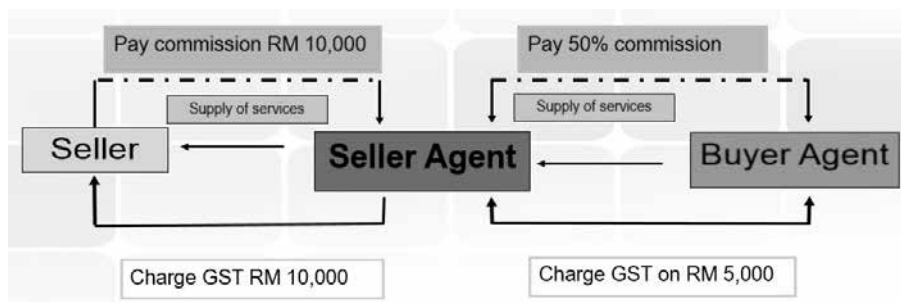 Pay commission RM 10,000
Pay 50% commission
Supply of services
Supply of services
Seller
Seller Agent
Buyer Agent
Charge GST RM 10,000
Charge GST on RM 5,000